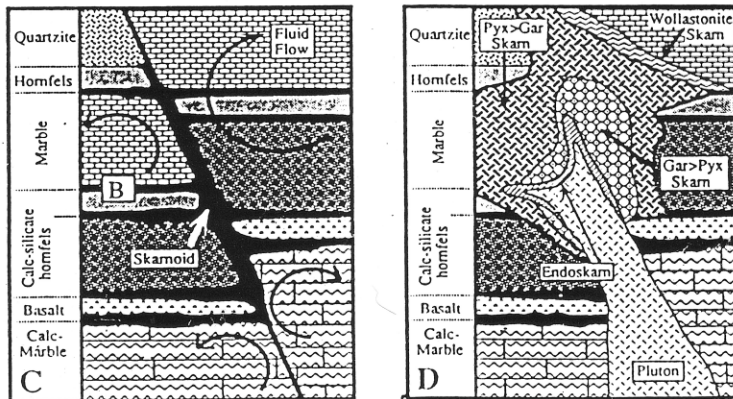 Quartzite
Hornfels
Marble
Calc-silicate
hornfels
Basalt
Calc-
Marble
Fluid
Flow
B
Skarnoid
C
Quartzite
Hornfels
Marble
Calc-silicate
hornfels
Basalt
Calc-
Marble
Pyx>Gar
Skarn
Wollastonite
Skarn
Gar>Pyx
Skarn
Endoskarn
Pluton
D